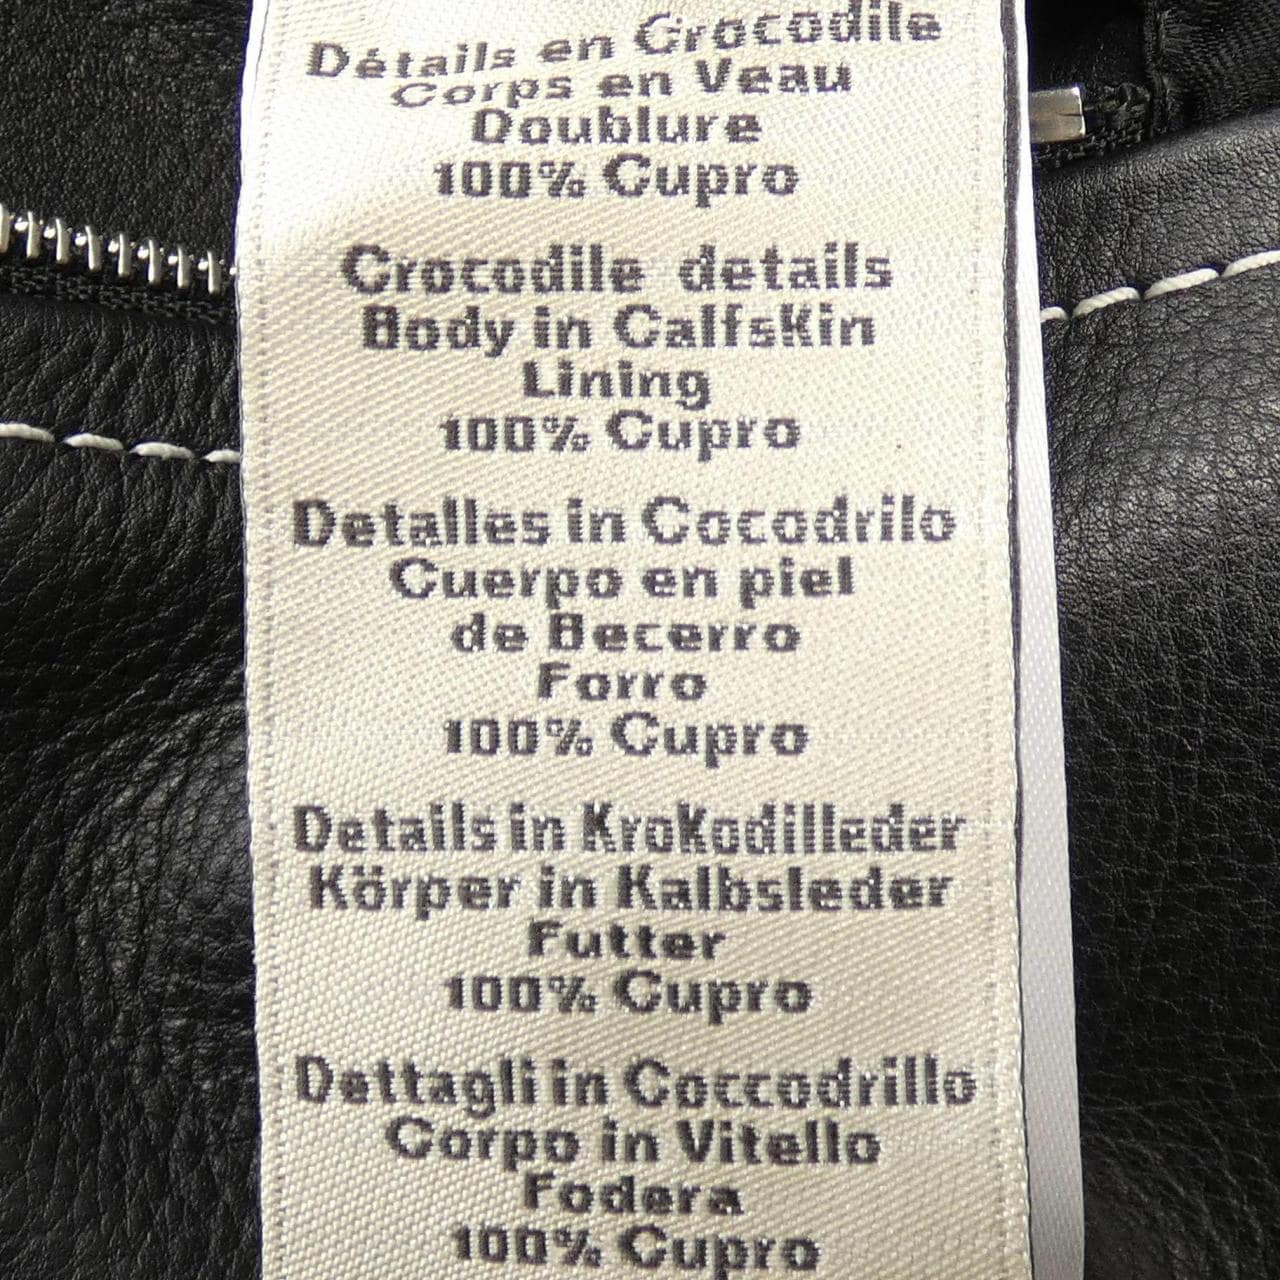 Détails en Crocodile
Corps en Veau
Doublure
100% Cupro
Crocodile details
Body in Calfskin
Lining
100% Cupro
Detalles in Cocodrilo
Cuerpo en piel
de Becerro
Forro
100% Cupro
Details in Krokodilleder
Körper in Kalbsleder
Futter
100% Cupro
Dettagli in Coccodrillo
Corpo in Vitello
Fodera
100% Cupro